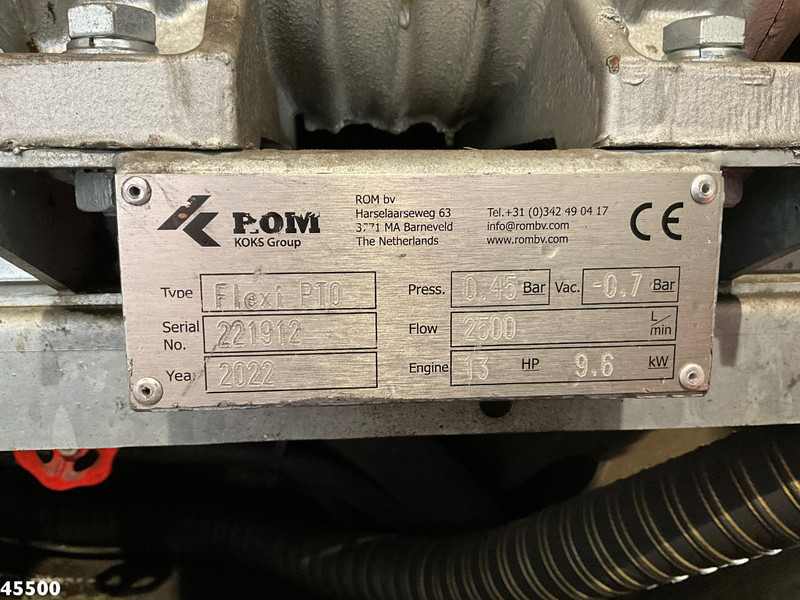 ROM
KOKS Group
ROM bv
Harselaarseweg 63
3771 MA Barneveld
The Netherlands
Tel.+31 (0)342 49 04 17
info@rombv.com
www.rombv.com
CE
Type Flexi PTO
Serial No. 221912
Year 2022
Press. 0.45 Bar Vac. -0.7 Bar
Flow 2500 L/min
Engine 13 HP 9.6 kW
45500